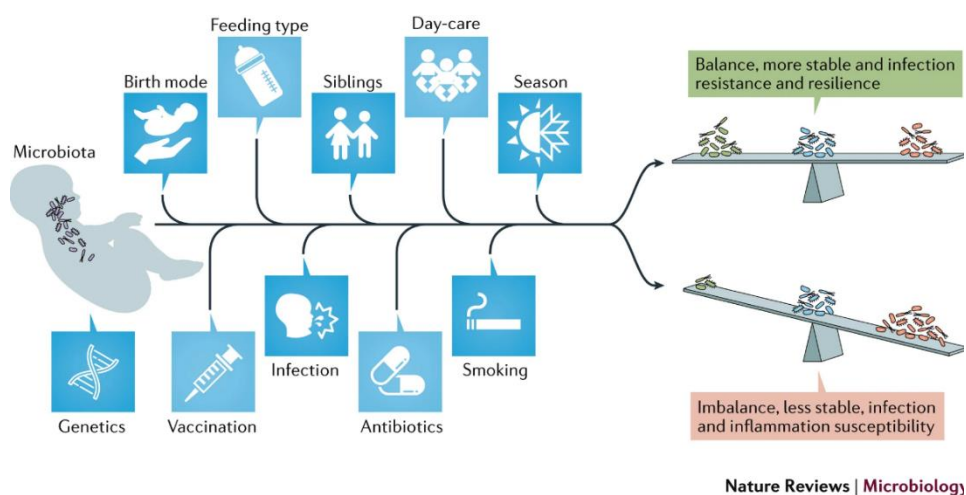 Feeding type
Day-care
Birth mode
Siblings
Season
Balance, more stable and infection
resistance and resilience
Microbiota
Infection
Smoking
Genetics
Vaccination
Antibiotics
Imbalance, less stable, infection
and inflammation susceptibility
Nature Reviews | Microbiology